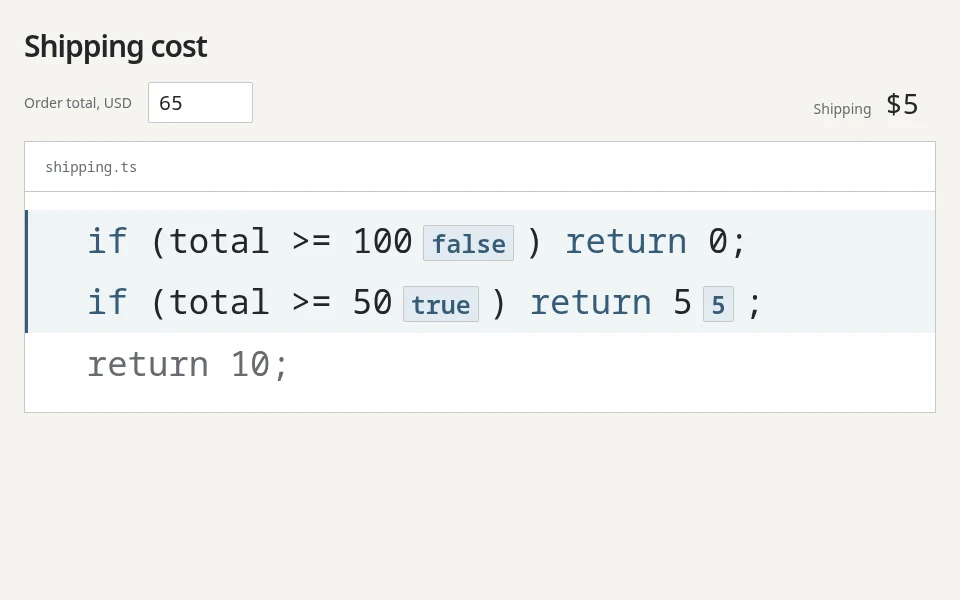 Shipping cost
Order total, USD 65 Shipping $5
shipping.ts
if (total >= 100 false ) return 0;
if (total >= 50 true ) return 5 5 ;
return 10;